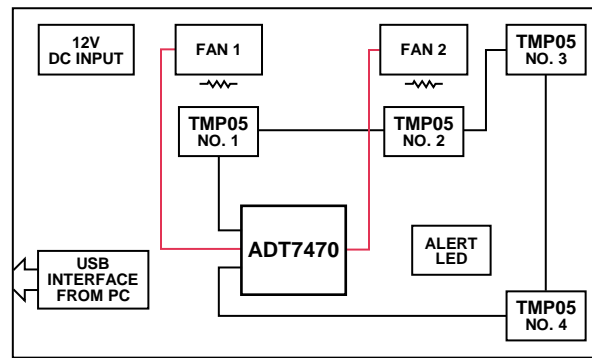 12V
DC INPUT
FAN 1
FAN 2
TMP05
NO. 3
TMP05
NO. 1
TMP05
NO. 2
ADT7470
ALERT
LED
USB
INTERFACE
FROM PC
TMP05
NO. 4